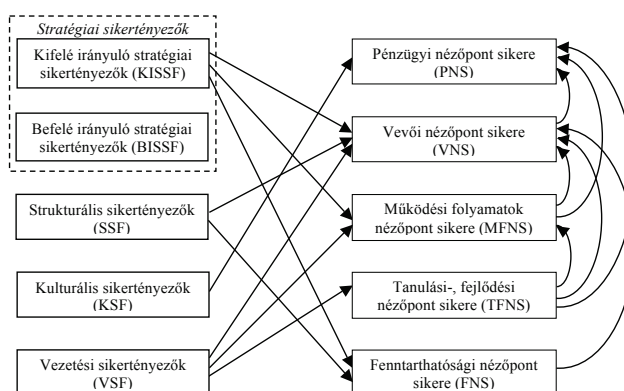 Stratégiai sikertényezők
Kifelé irányuló stratégiai
sikertényezők (KISSF)
Befelé irányuló stratégiai
sikertényezők (BISSF)
Strukturális sikertényezők
(SSF)
Kulturális sikertényezők
(KSF)
Vezetési sikertényezők
(VSF)
Pénzügyi nézőpont sikere
(PNS)
Vevői nézőpont sikere
(VNS)
Működési folyamatok
nézőpont sikere (MFNS)
Tanulási-, fejlődési
nézőpont sikere (TFNS)
Fenntarthatósági nézőpont
sikere (FNS)